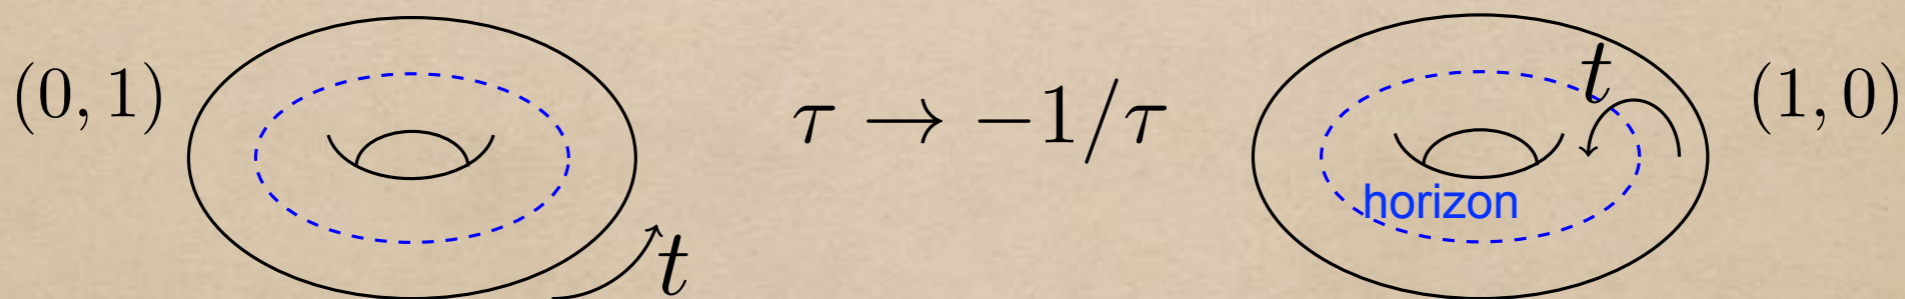 (0, 1)
t
τ → −1/τ
t
horizon
(1, 0)